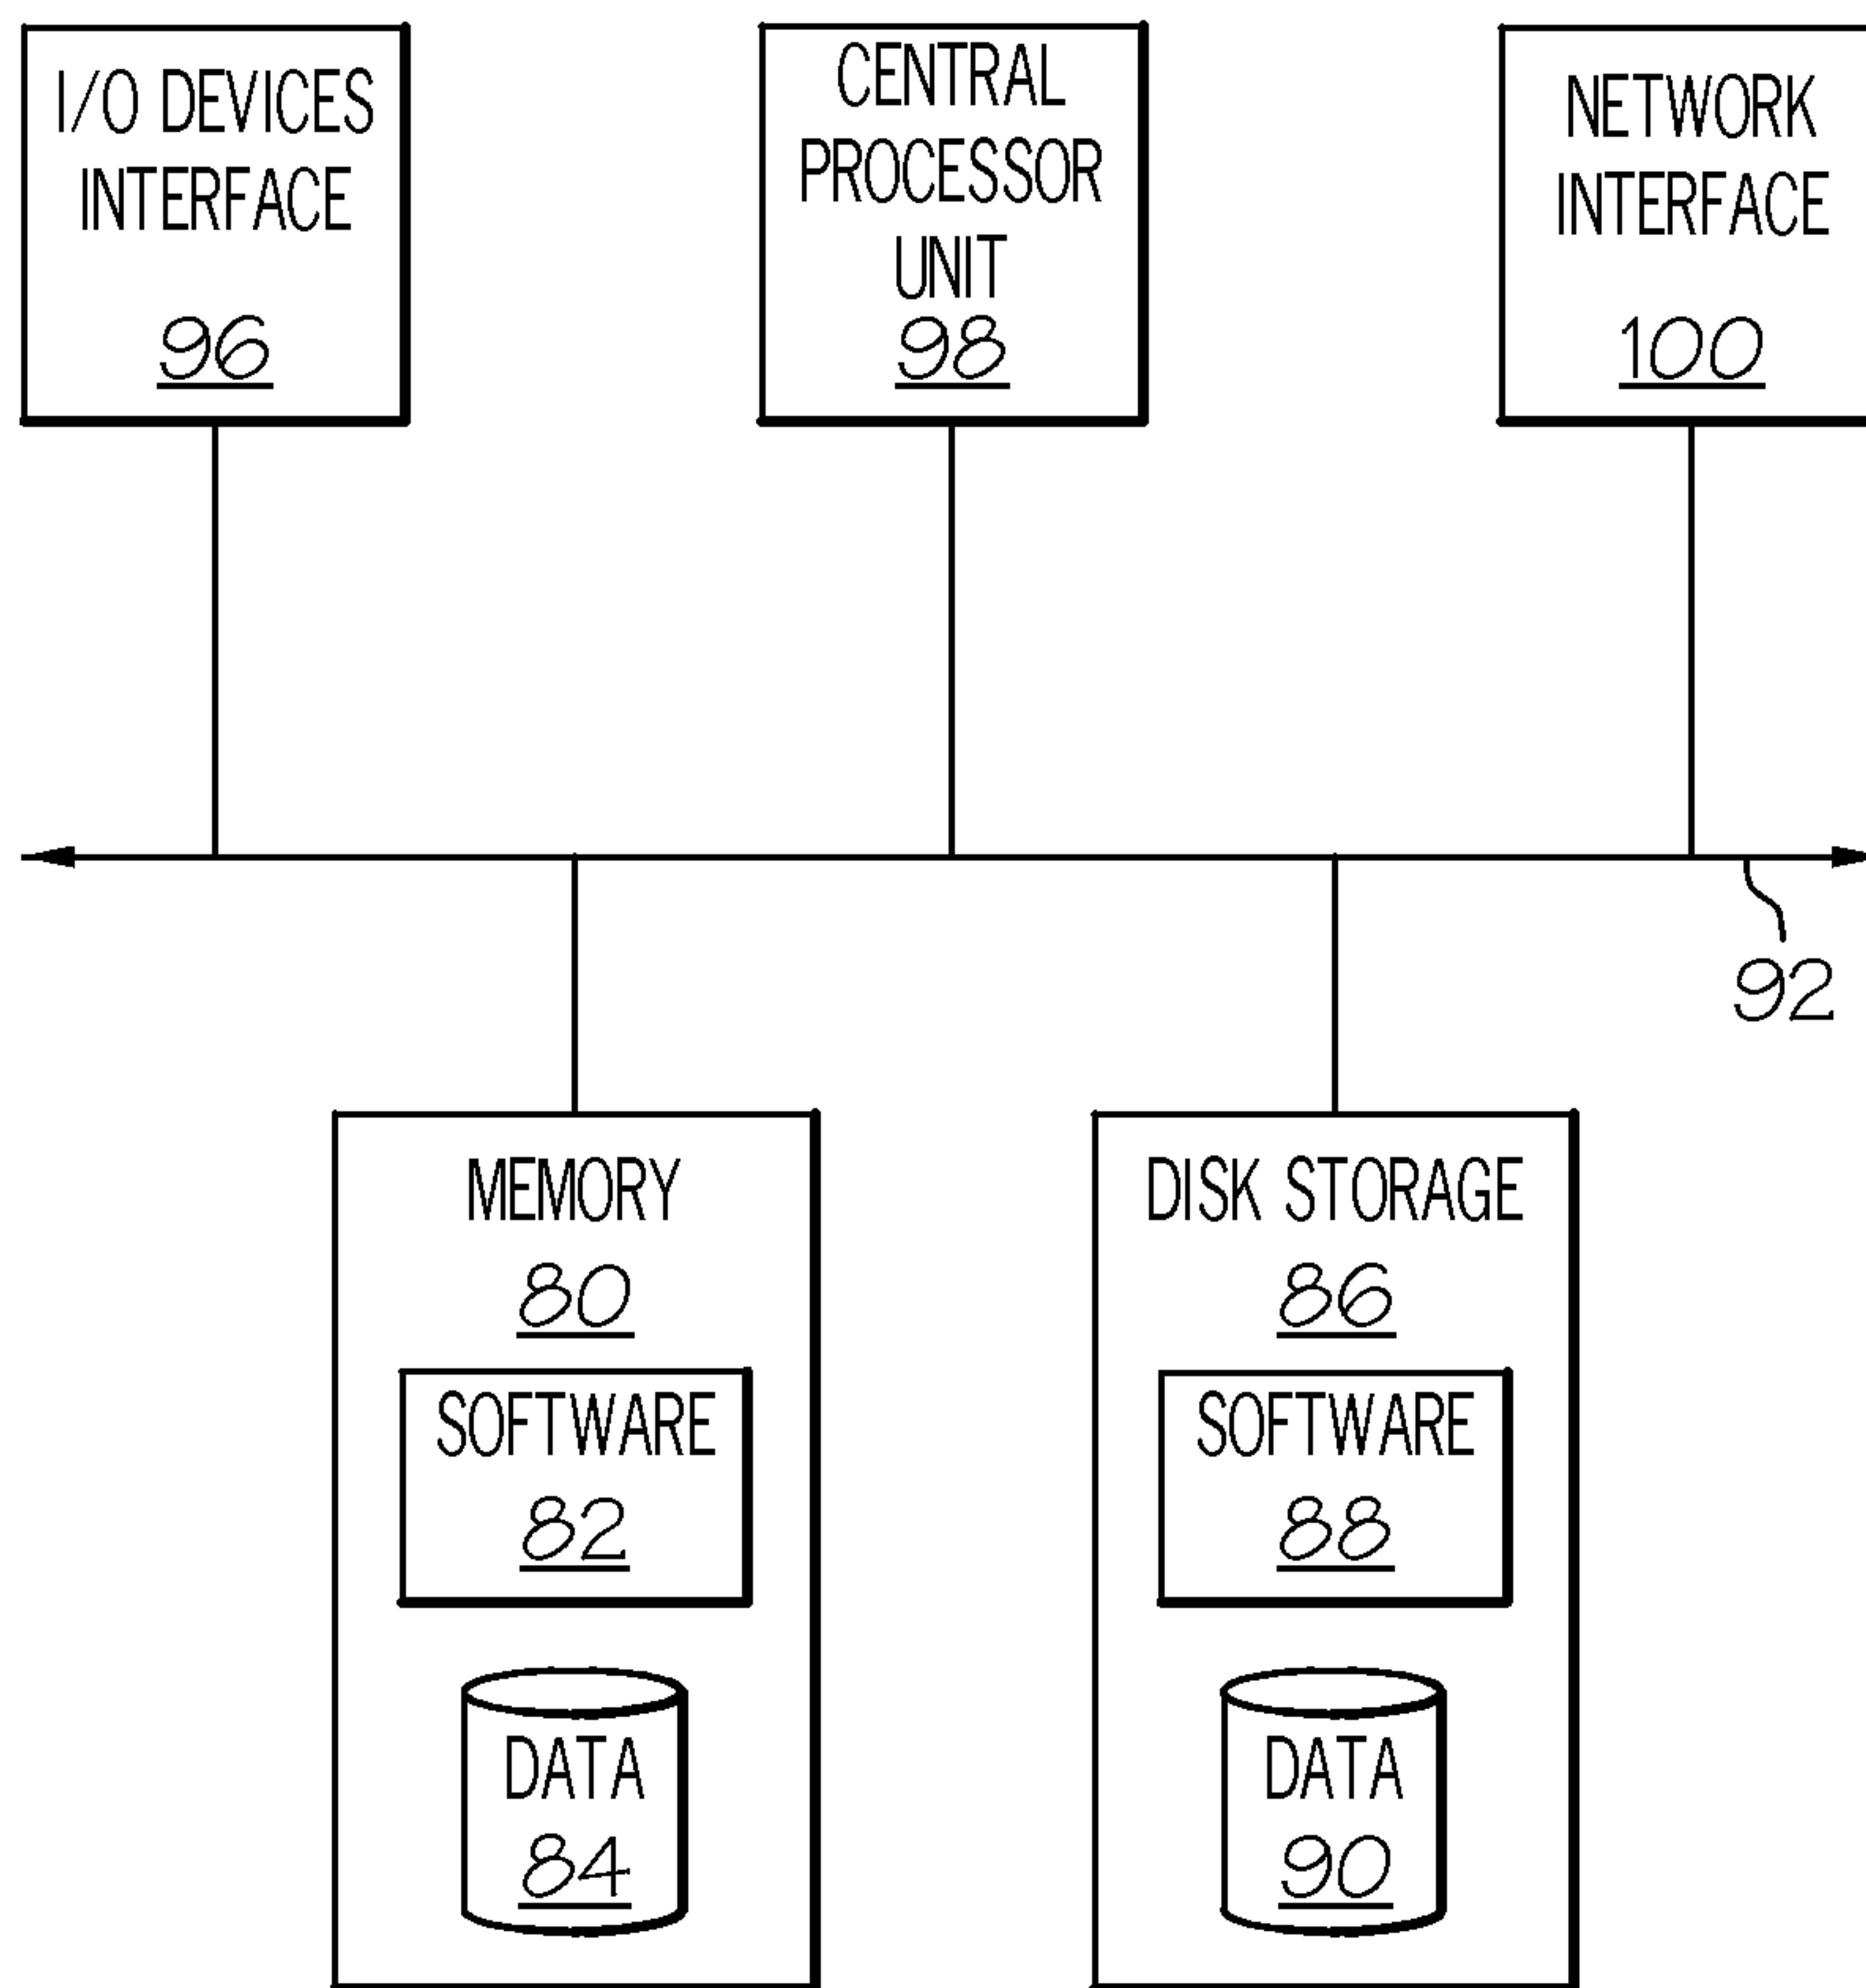 I/O DEVICES
INTERFACE
96
CENTRAL
PROCESSOR
UNIT
98
NETWORK
INTERFACE
100
92
MEMORY
80
SOFTWARE
82
DATA
84
DISK STORAGE
86
SOFTWARE
88
DATA
90